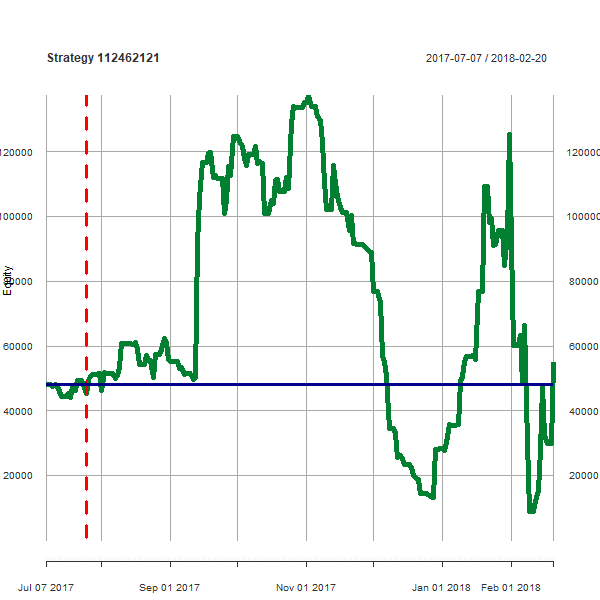 Strategy 112462121
2017-07-07 / 2018-02-20
120000
120000
100000
100000
80000
80000
Equity
60000
60000
40000
40000
20000
20000
Jul 07 2017
Sep 01 2017
Nov 01 2017
Jan 01 2018
Feb 01 2018